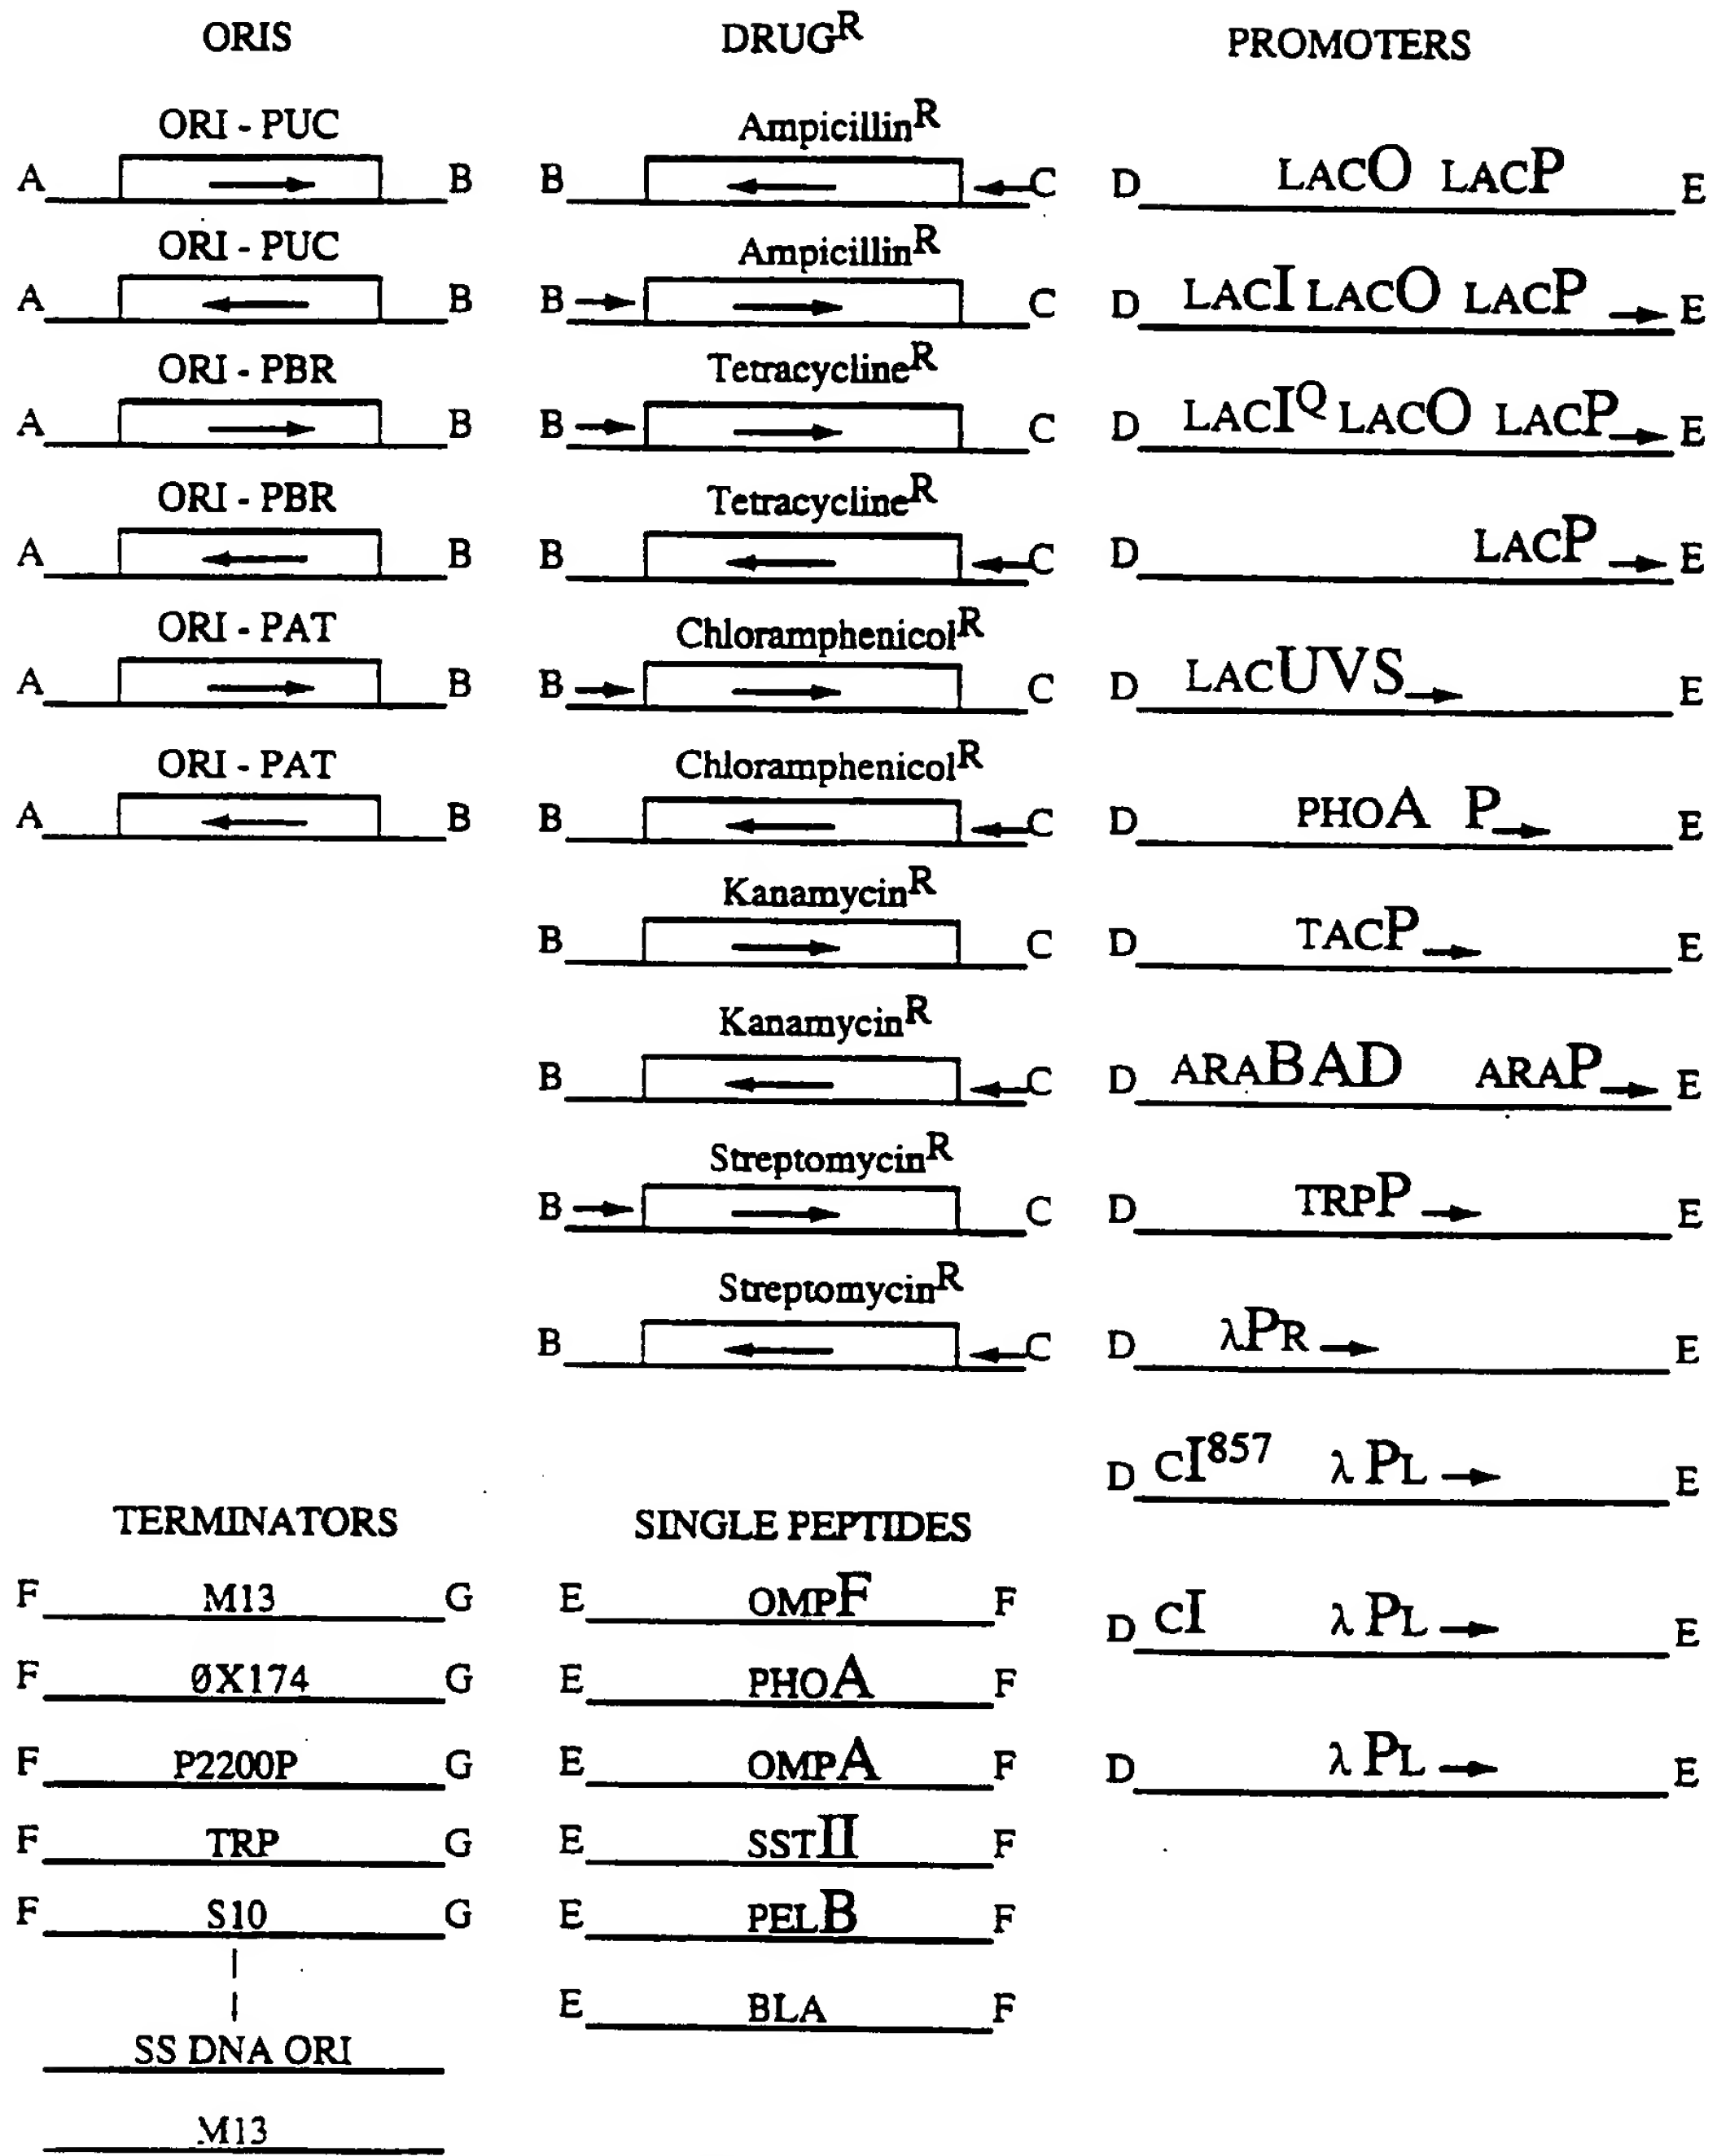 ORIS
ORI - PUC
A B
ORI - PUC
A B
ORI - PBR
A B
ORI - PBR
A B
ORI - PAT
A B
ORI - PAT
A B
DRUGR
AmpicillinR
B C
AmpicillinR
B C
TetracyclineR
B C
TetracyclineR
B C
ChloramphenicolR
B C
ChloramphenicolR
B C
KanamycinR
B C
KanamycinR
B C
StreptomycinR
B C
StreptomycinR
B C
PROMOTERS
D LACO LACP E
D LACI LACO LACP E
D LACIQ LACO LACP E
D LACP E
D LACUVS E
D PHOA P E
D TACP E
D ARABAD ARAP E
D TRPP E
D λPR E
D CI857 λ PL E
D CI λ PL E
D λ PL E
TERMINATORS
F M13 G
F ØX174 G
F P2200P G
F TRP G
F S10 G
SS DNA ORI
M13
SINGLE PEPTIDES
E OMPF F
E PHOA F
E OMPA F
E SSTII F
E PELB F
E BLA F